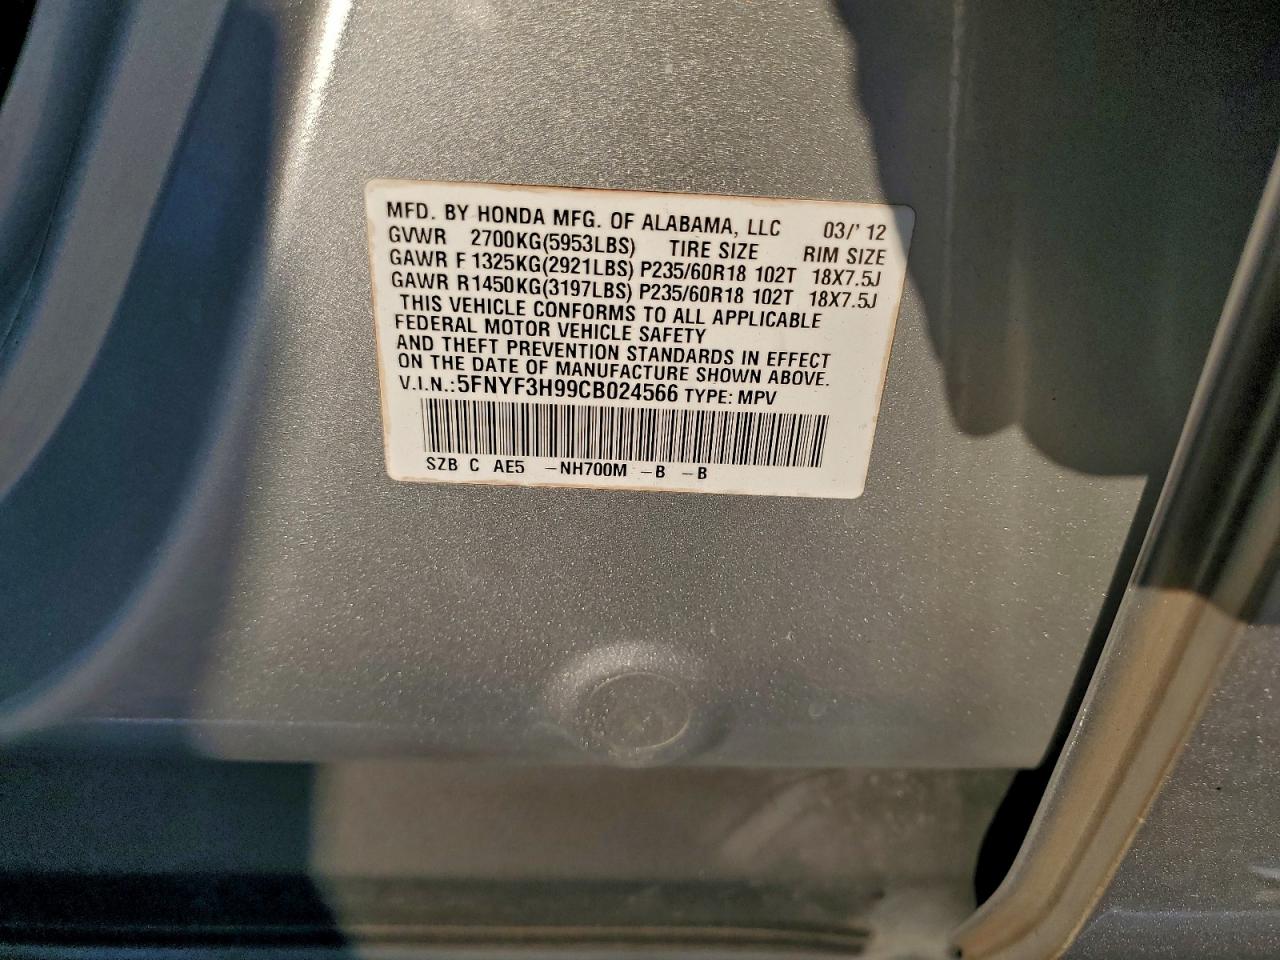 MFD. BY HONDA MFG. OF ALABAMA, LLC 03/'12
GVWR 2700KG(5953LBS) TIRE SIZE RIM SIZE
GAWR F 1325KG(2921LBS) P235/60R18 102T 18X7.5J
GAWR R1450KG(3197LBS) P235/60R18 102T 18X7.5J
THIS VEHICLE CONFORMS TO ALL APPLICABLE
FEDERAL MOTOR VEHICLE SAFETY
AND THEFT PREVENTION STANDARDS IN EFFECT
ON THE DATE OF MANUFACTURE SHOWN ABOVE.
V.I.N.:5FNYF3H99CB024566 TYPE: MPV
SZB C AE5 -NH700M -B -B